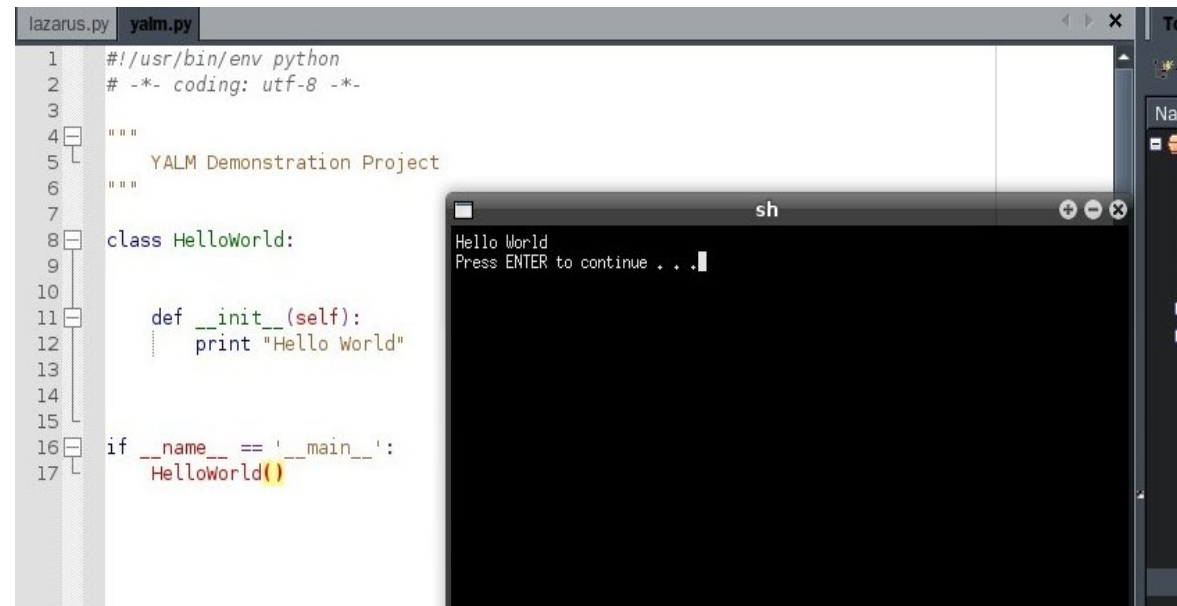 lazarus.py yalm.py
1 #!/usr/bin/env python
2 # -*- coding: utf-8 -*-
3
4 """
5 YALM Demonstration Project
6 """
7
8 class HelloWorld:
9
10
11 def __init__(self):
12 print "Hello World"
13
14
15
16 if __name__ == '__main__':
17 HelloWorld()
sh
Hello World
Press ENTER to continue . . .